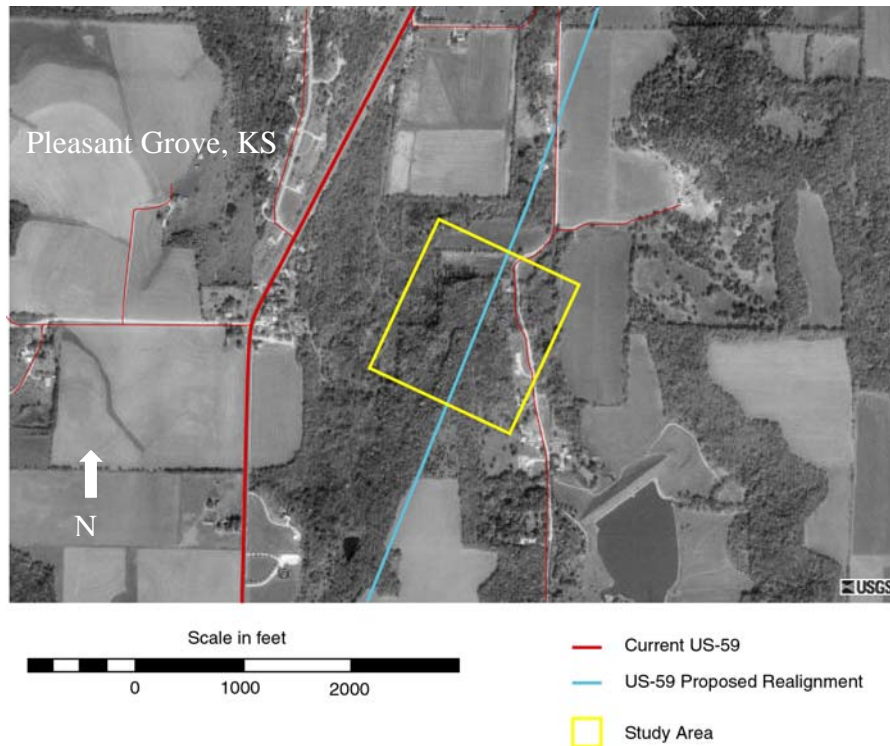 Pleasant Grove, KS
N
USGS
Scale in feet
0 1000 2000
Current US-59
US-59 Proposed Realignment
Study Area